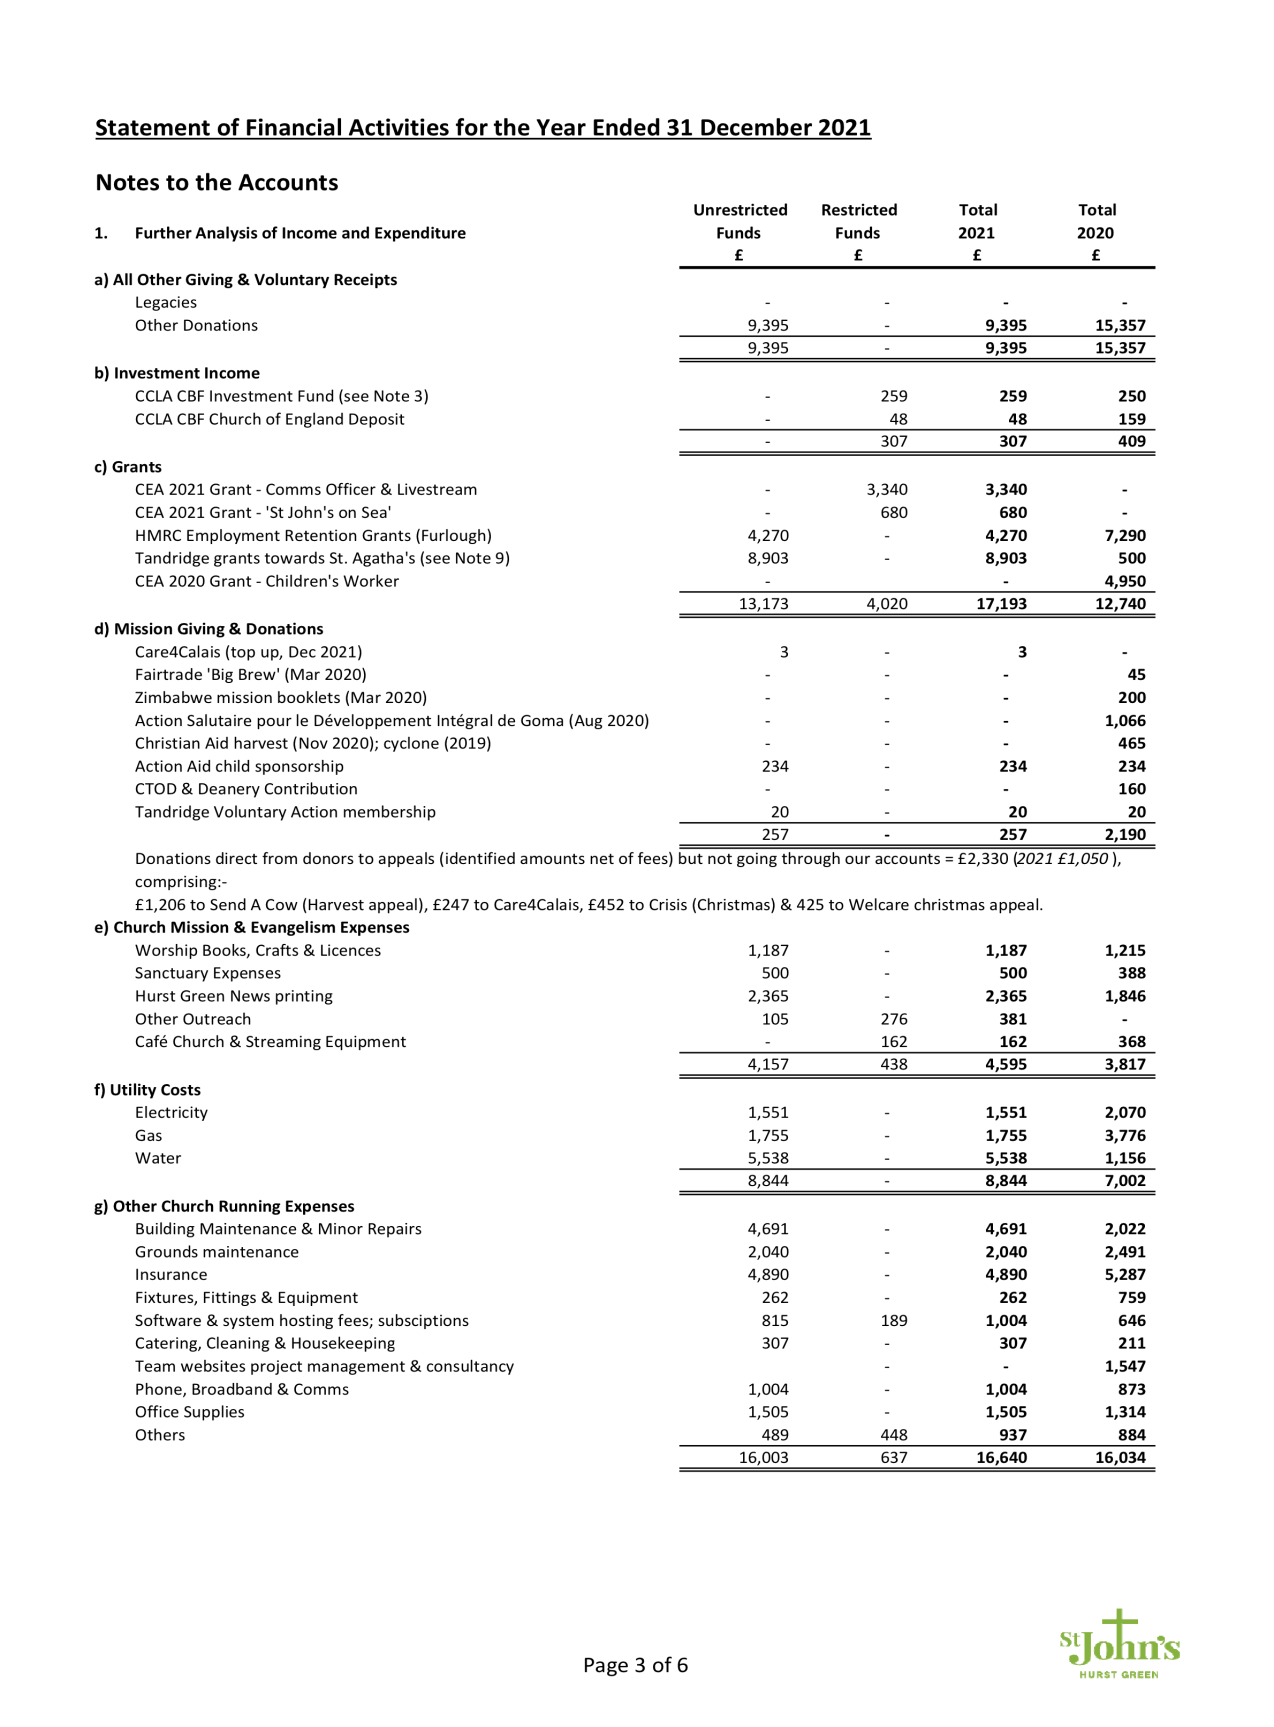 Statement of Financial Activities for the Year Ended 31 December 2021
Notes to the Accounts
Unrestricted Restricted Total Total
1. Further Analysis of Income and Expenditure Funds Funds 2021 2020
£ £ £ £
a) All Other Giving & Voluntary Receipts
Legacies - - - -
Other Donations 9,395 - 9,395 15,357
9,395 - 9,395 15,357
b) Investment Income
CCLA CBF Investment Fund (see Note 3) - 259 259 250
CCLA CBF Church of England Deposit - 48 48 159
- 307 307 409
c) Grants
CEA 2021 Grant - Comms Officer & Livestream - 3,340 3,340 -
CEA 2021 Grant - 'St John's on Sea' - 680 680 -
HMRC Employment Retention Grants (Furlough) 4,270 - 4,270 7,290
Tandridge grants towards St. Agatha's (see Note 9) 8,903 - 8,903 500
CEA 2020 Grant - Children's Worker - - 4,950
13,173 4,020 17,193 12,740
d) Mission Giving & Donations
Care4Calais (top up, Dec 2021) 3 - 3 -
Fairtrade 'Big Brew' (Mar 2020) - - - 45
Zimbabwe mission booklets (Mar 2020) - - - 200
Action Salutaire pour le Développement Intégral de Goma (Aug 2020) - - - 1,066
Christian Aid harvest (Nov 2020); cyclone (2019) - - - 465
Action Aid child sponsorship 234 - 234 234
CTOD & Deanery Contribution - - - 160
Tandridge Voluntary Action membership 20 - 20 20
257 - 257 2,190
Donations direct from donors to appeals (identified amounts net of fees) but not going through our accounts = £2,330 (2021 £1,050 ),
comprising:-
£1,206 to Send A Cow (Harvest appeal), £247 to Care4Calais, £452 to Crisis (Christmas) & 425 to Welcare christmas appeal.
e) Church Mission & Evangelism Expenses
Worship Books, Crafts & Licences 1,187 - 1,187 1,215
Sanctuary Expenses 500 - 500 388
Hurst Green News printing 2,365 - 2,365 1,846
Other Outreach 105 276 381 -
Café Church & Streaming Equipment - 162 162 368
4,157 438 4,595 3,817
f) Utility Costs
Electricity 1,551 - 1,551 2,070
Gas 1,755 - 1,755 3,776
Water 5,538 - 5,538 1,156
8,844 - 8,844 7,002
g) Other Church Running Expenses
Building Maintenance & Minor Repairs 4,691 - 4,691 2,022
Grounds maintenance 2,040 - 2,040 2,491
Insurance 4,890 - 4,890 5,287
Fixtures, Fittings & Equipment 262 - 262 759
Software & system hosting fees; subsciptions 815 189 1,004 646
Catering, Cleaning & Housekeeping 307 - 307 211
Team websites project management & consultancy - - 1,547
Phone, Broadband & Comms 1,004 - 1,004 873
Office Supplies 1,505 - 1,505 1,314
Others 489 448 937 884
16,003 637 16,640 16,034
Page 3 of 6
St John's
HURST GREEN